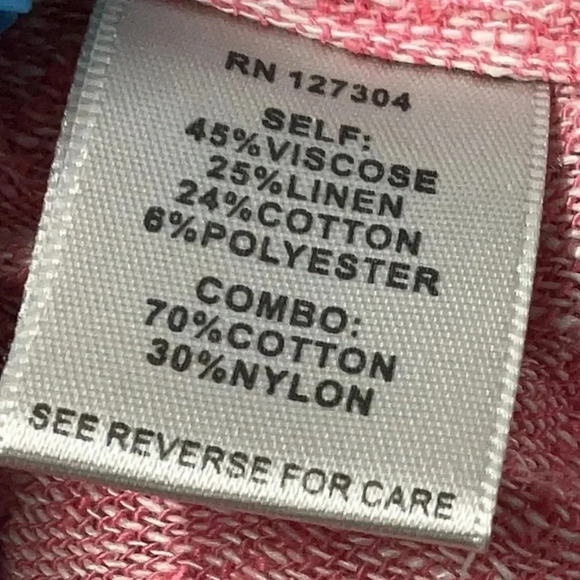 RN 127304
SELF:
45%VISCOSE
25%LINEN
24%COTTON
6%POLYESTER
COMBO:
70%COTTON
30%NYLON
SEE REVERSE FOR CARE